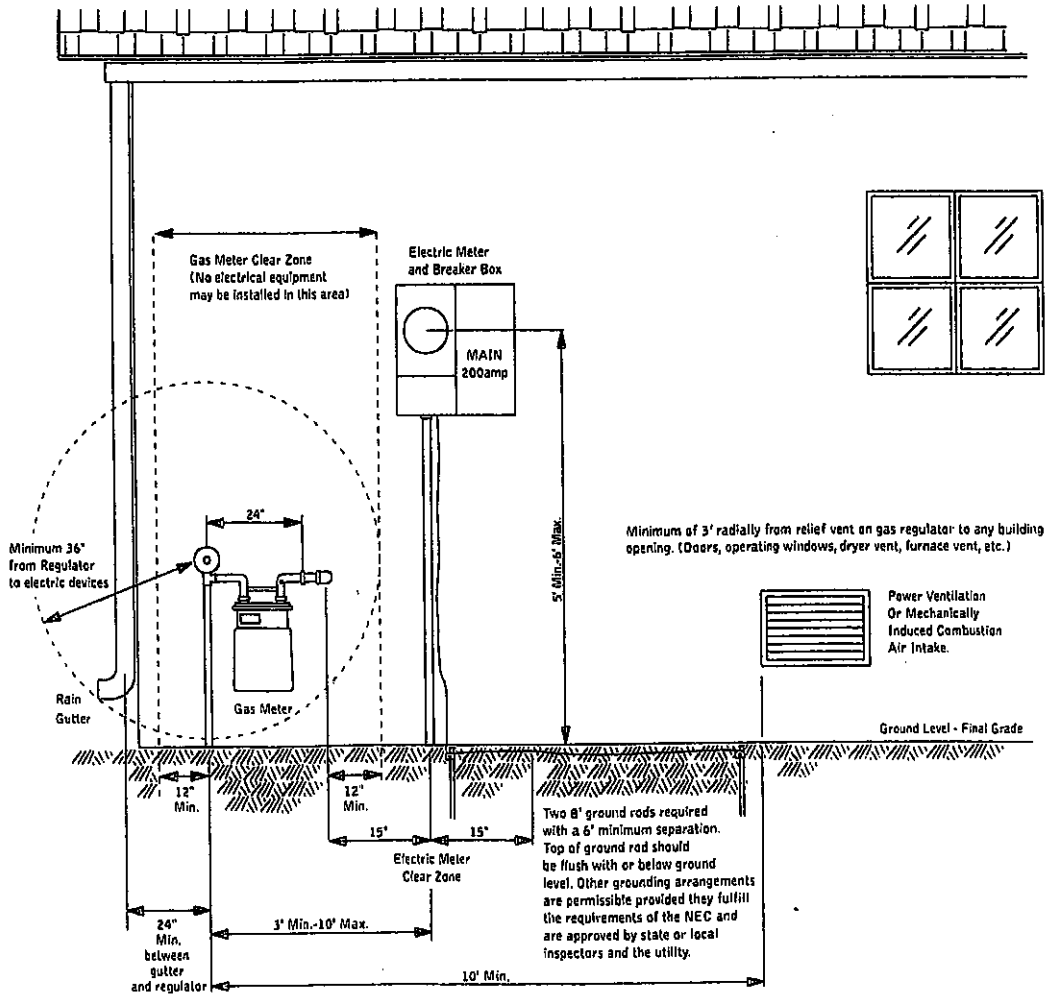 Gas Meter Clear Zone
(No electrical equipment
may be installed in this area)
Electric Meter
and Breaker Box
MAIN
200amp
24"
Minimum 36"
from Regulator
to electric devices
5' Min.-6' Max.
Minimum of 3' radially from relief vent on gas regulator to any building
opening. (Doors, operating windows, dryer vent, furnace vent, etc.)
Power Ventilation
Or Mechanically
Induced Combustion
Air Intake.
Rain
Gutter
Gas Meter
Ground Level - Final Grade
12"
Min.
12"
Min.
15"
15"
Electric Meter
Clear Zone
Two 8' ground rods required
with a 6' minimum separation.
Top of ground rod should
be flush with or below ground
level. Other grounding arrangements
are permissible provided they fulfill
the requirements of the NEC and
are approved by state or local
inspectors and the utility.
24"
Min.
between
gutter
and regulator
3' Min.-10' Max.
10' Min.